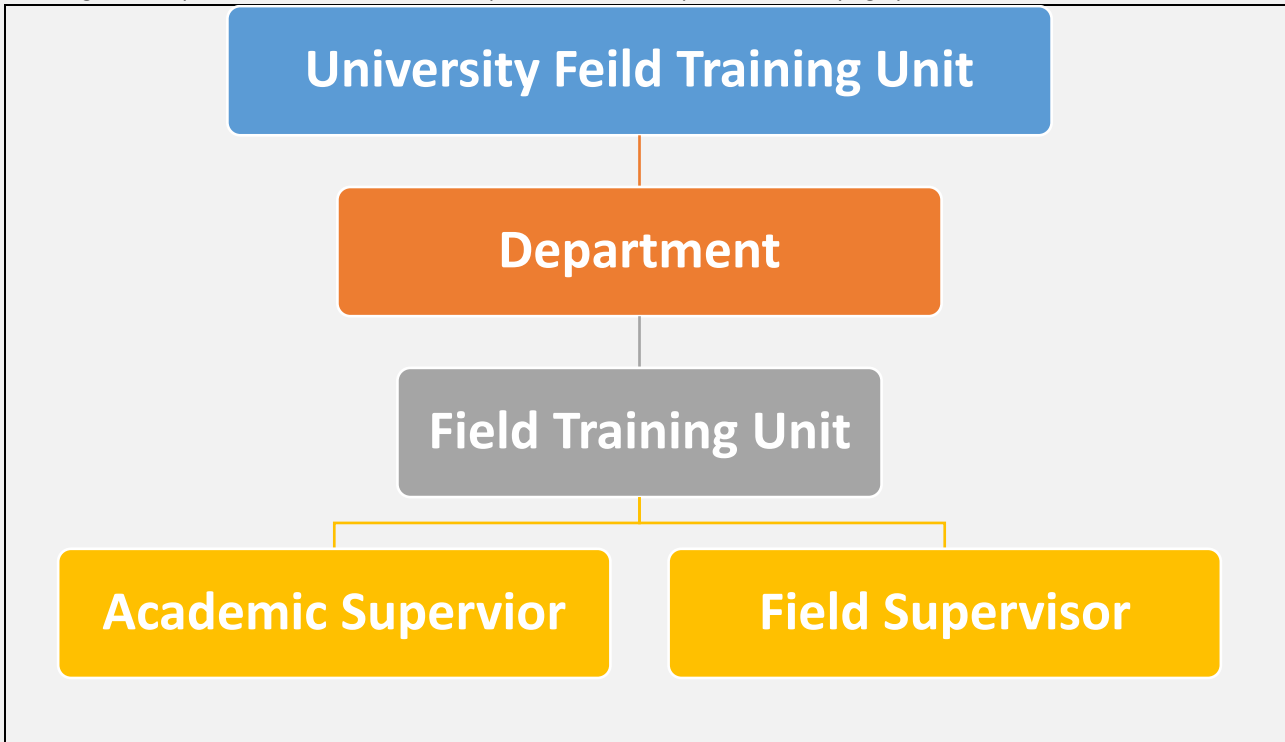 University Feild Training Unit
Department
Field Training Unit
Academic Supervior
Field Supervisor